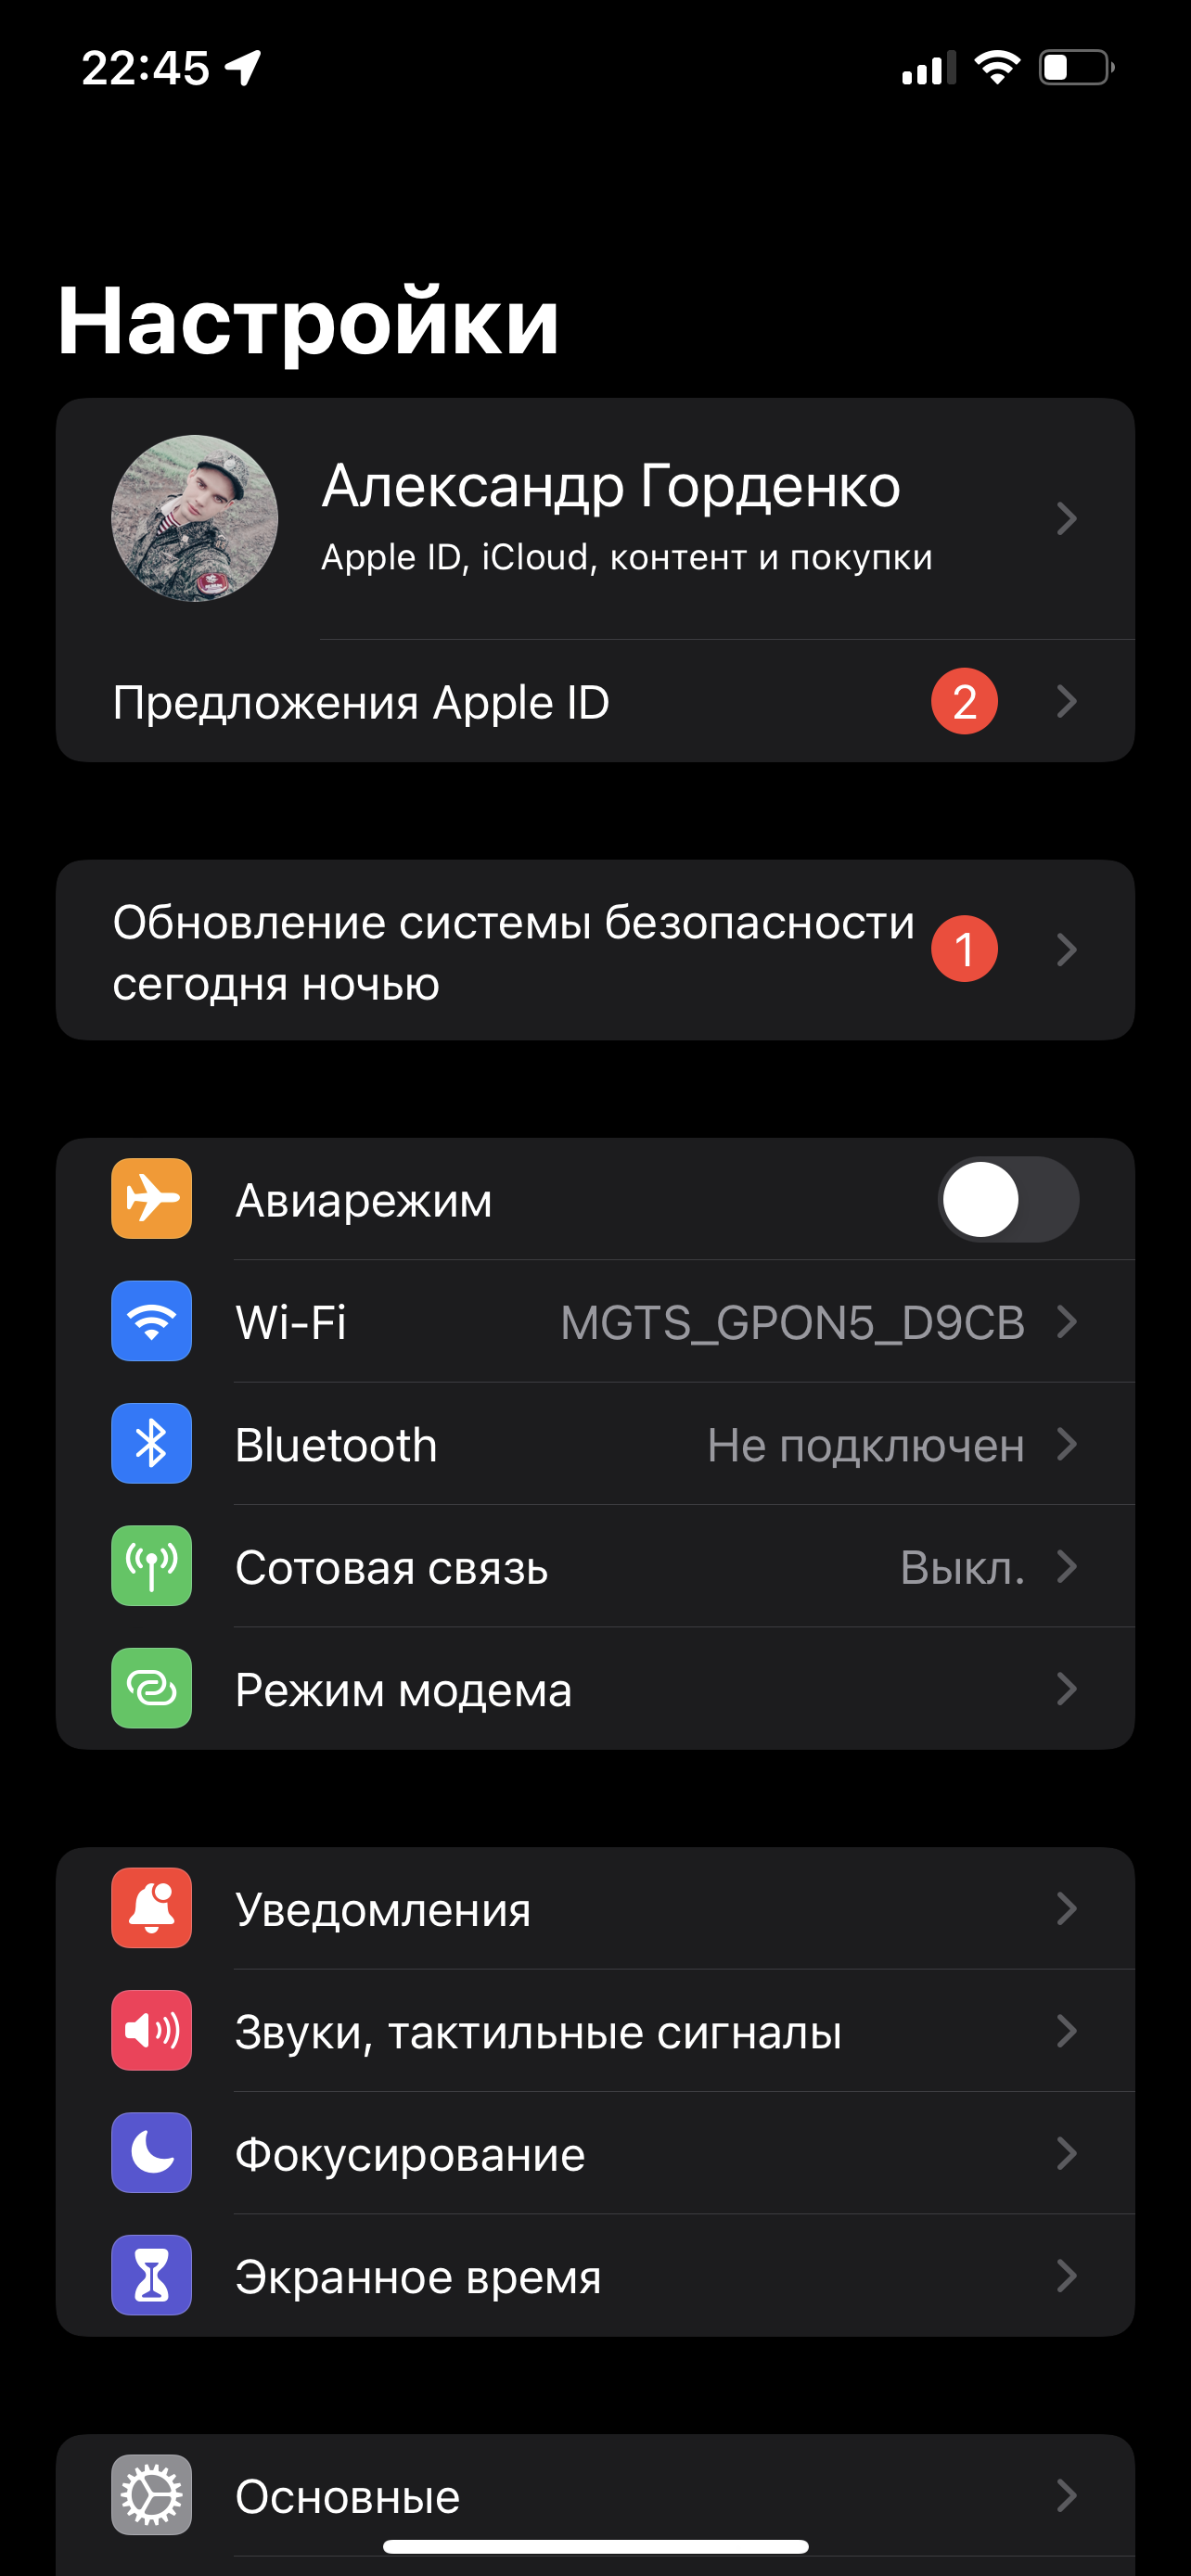 22:45
Настройки
Александр Горденко
Apple ID, iCloud, контент и покупки
Предложения Apple ID
2
Обновление системы безопасности
сегодня ночью
1
Авиарежим
Wi-Fi
MGTS_GPON5_D9CB
Bluetooth
Не подключен
Сотовая связь
Выкл.
Режим модема
Уведомления
Звуки, тактильные сигналы
Фокусирование
Экранное время
Основные